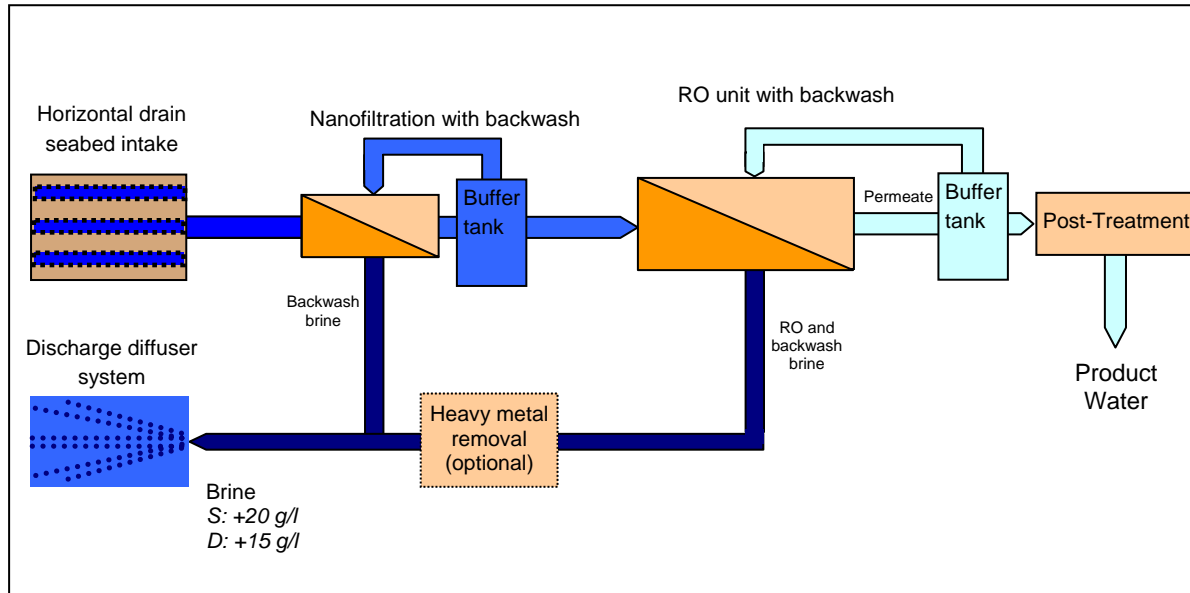 Horizontal drain
seabed intake
Nanofiltration with backwash
RO unit with backwash
Buffer
tank
Permeate
Buffer
tank
Post-Treatment
Backwash
brine
RO and
backwash
brine
Product
Water
Discharge diffuser
system
Heavy metal
removal
(optional)
Brine
S: +20 g/l
D: +15 g/l